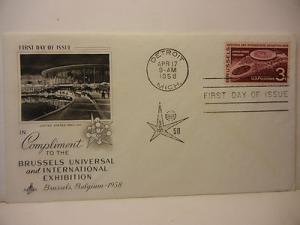 FIRST DAY OF ISSUE
IN
Compliment
TO THE
BRUSSELS UNIVERSAL
and INTERNATIONAL
EXHIBITION
Brussels, Belgium - 1958
DETROIT
APR 17
9-AM
1958
MICH.
FIRST DAY OF ISSUE
58
BRUSSELS
3